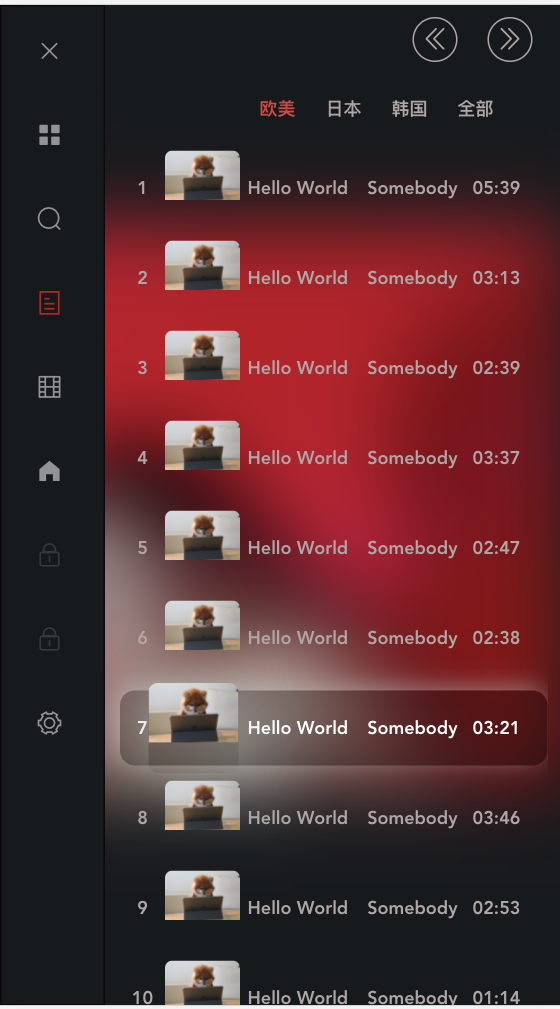 欧美 日本 韩国 全部
1 Hello World Somebody 05:39
2 Hello World Somebody 03:13
3 Hello World Somebody 02:39
4 Hello World Somebody 03:37
5 Hello World Somebody 02:47
6 Hello World Somebody 02:38
7 Hello World Somebody 03:21
8 Hello World Somebody 03:46
9 Hello World Somebody 02:53
10 Hello World Somebody 01:14